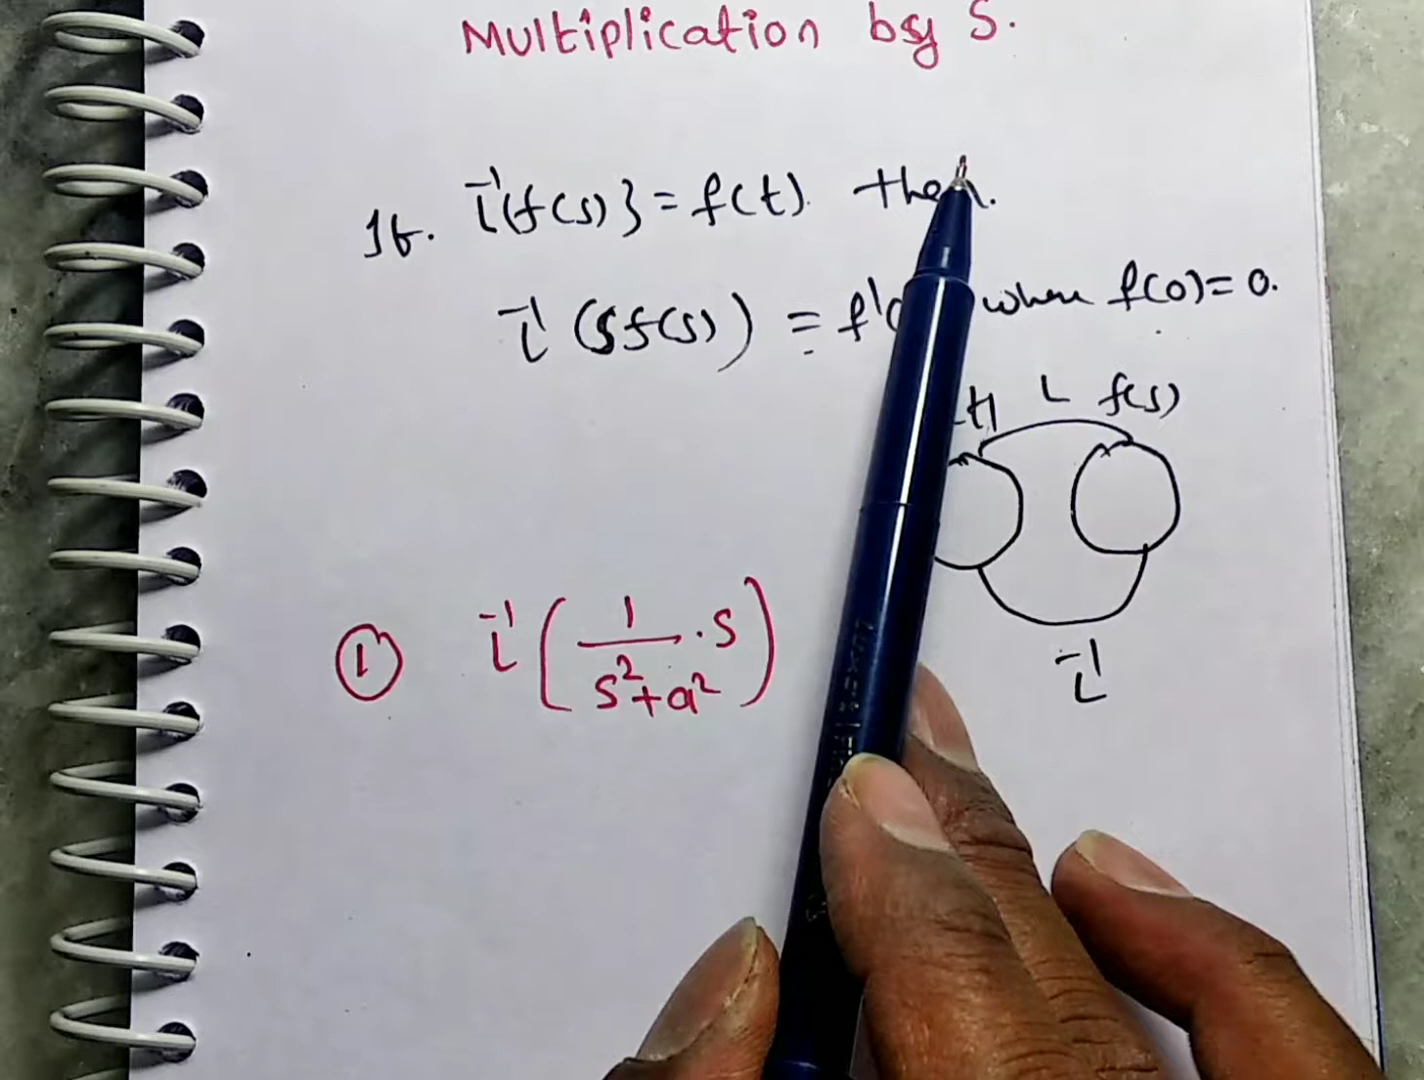 Multiplication by S.
If. L⁻¹{f(s)} = f(t) then.
L⁻¹(Sf(s)) = f'( when f(0)=0.
t) L f(s)
① L⁻¹(1/(s²+a²) · S)
L⁻¹